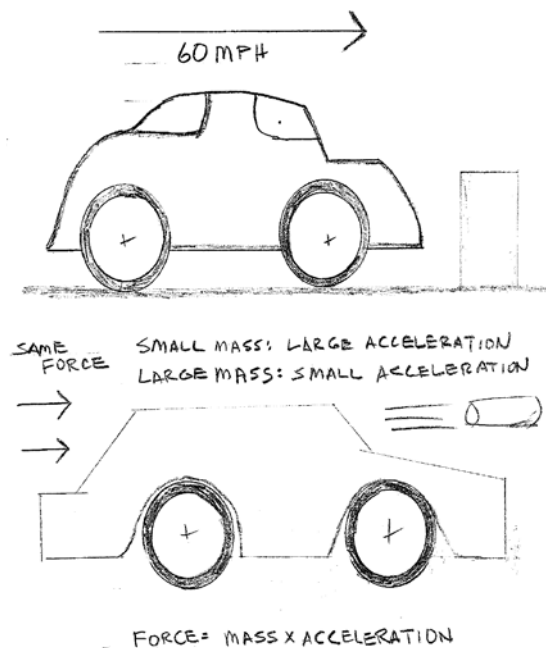 60 MPH
SAME FORCE
SMALL MASS: LARGE ACCELERATION
LARGE MASS: SMALL ACCELERATION
FORCE= MASS X ACCELERATION